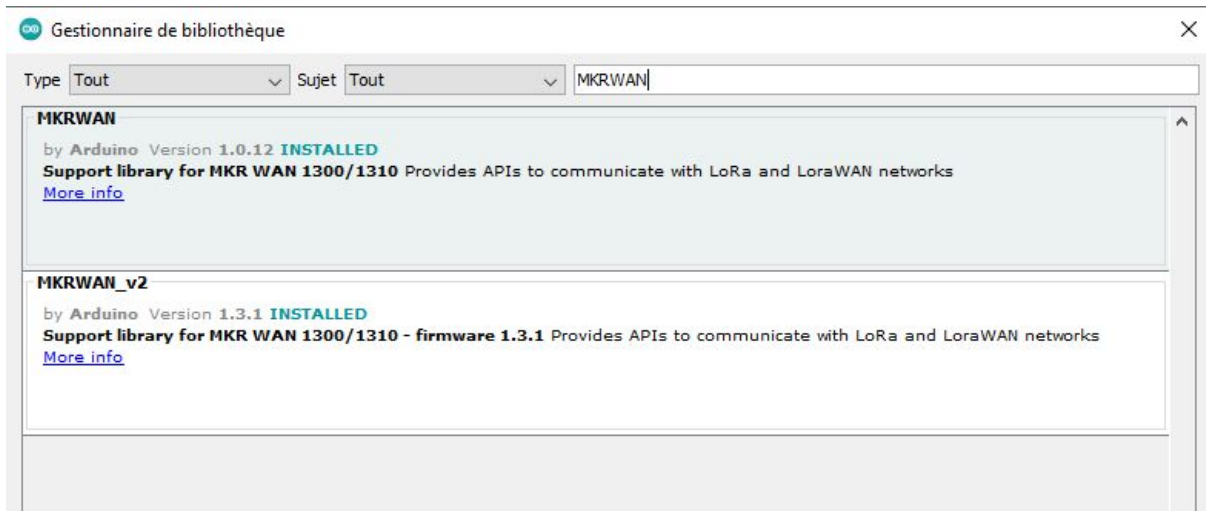 Gestionnaire de bibliothèque
Type Tout Sujet Tout MKRWAN
MKRWAN
by Arduino Version 1.0.12 INSTALLED
Support library for MKR WAN 1300/1310 Provides APIs to communicate with LoRa and LoraWAN networks
More info
MKRWAN_v2
by Arduino Version 1.3.1 INSTALLED
Support library for MKR WAN 1300/1310 - firmware 1.3.1 Provides APIs to communicate with LoRa and LoraWAN networks
More info